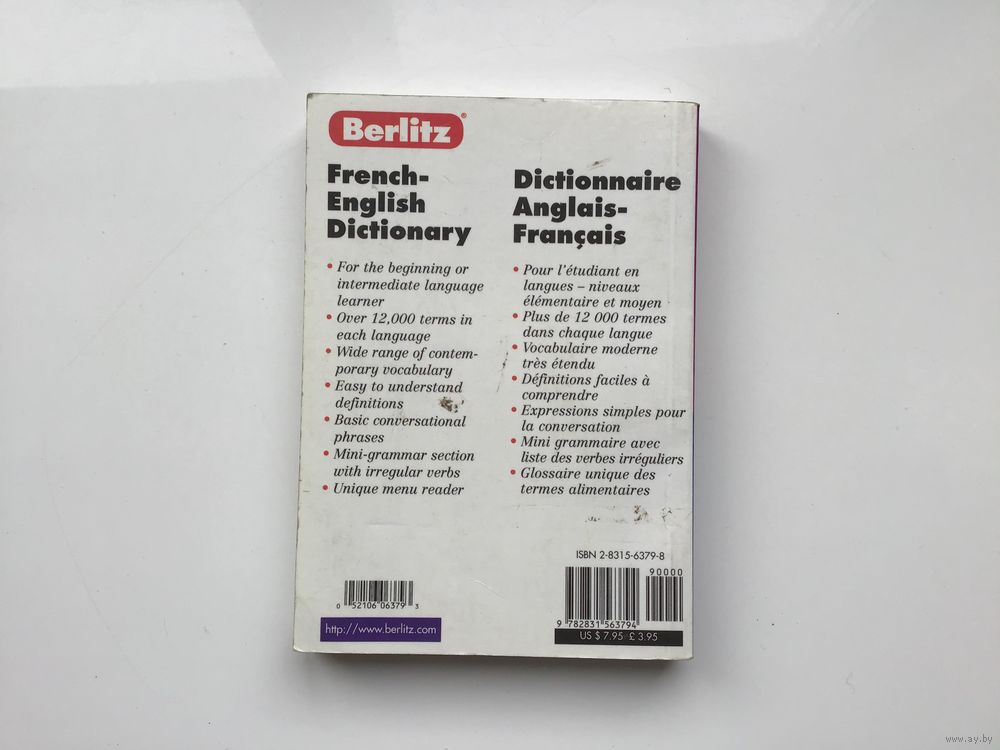 Berlitz®
French-
English
Dictionary
• For the beginning or
intermediate language
learner
• Over 12,000 terms in
each language
• Wide range of contem-
porary vocabulary
• Easy to understand
definitions
• Basic conversational
phrases
• Mini-grammar section
with irregular verbs
• Unique menu reader
Dictionnaire
Anglais-
Français
• Pour l'étudiant en
langues – niveaux
élémentaire et moyen
• Plus de 12 000 termes
dans chaque langue
• Vocabulaire moderne
très étendu
• Définitions faciles à
comprendre
• Expressions simples pour
la conversation
• Mini grammaire avec
liste des verbes irréguliers
• Glossaire unique des
termes alimentaires
0 52106 06379 3
http://www.berlitz.com
ISBN 2-8315-6379-8
90000
9 782831 563794
US $ 7.95 £ 3.95
www.ay.by